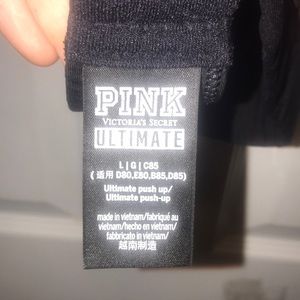 PINK
VICTORIA'S SECRET
ULTIMATE
L | G | C85
(适用 D80,E80,B85,D85)
Ultimate push up/
Ultimate push-up
made in vietnam/fabriqué au
vietnam/hecho en vietnam/
fabbricato in vietnam/
越南制造